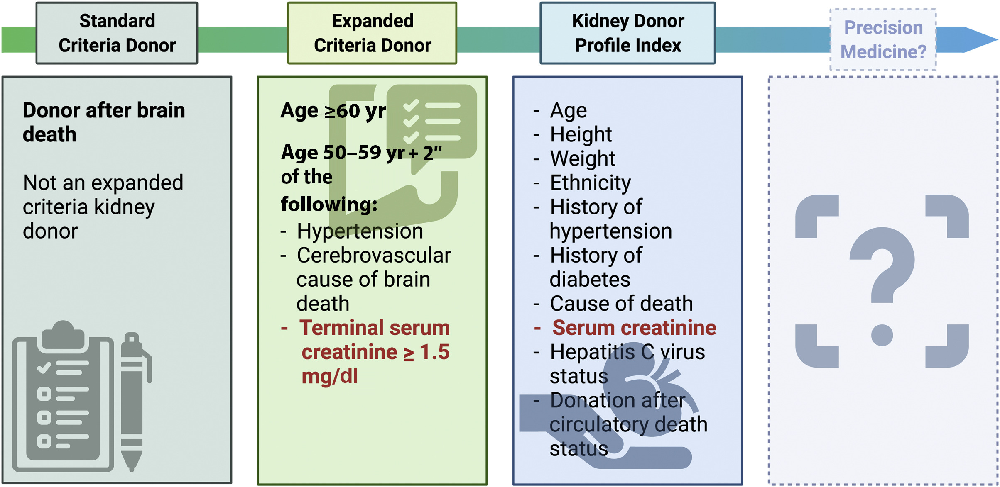 Standard
Criteria Donor
Expanded
Criteria Donor
Kidney Donor
Profile Index
Precision
Medicine?
Donor after brain
death
Not an expanded
criteria kidney
donor
Age ≥60 yr
Age 50–59 yr + 2″
of the
following:
- Hypertension
- Cerebrovascular
cause of brain
death
- Terminal serum
creatinine ≥ 1.5
mg/dl
- Age
- Height
- Weight
- Ethnicity
- History of
hypertension
- History of
diabetes
- Cause of death
- Serum creatinine
- Hepatitis C virus
status
- Donation after
circulatory death
status
?